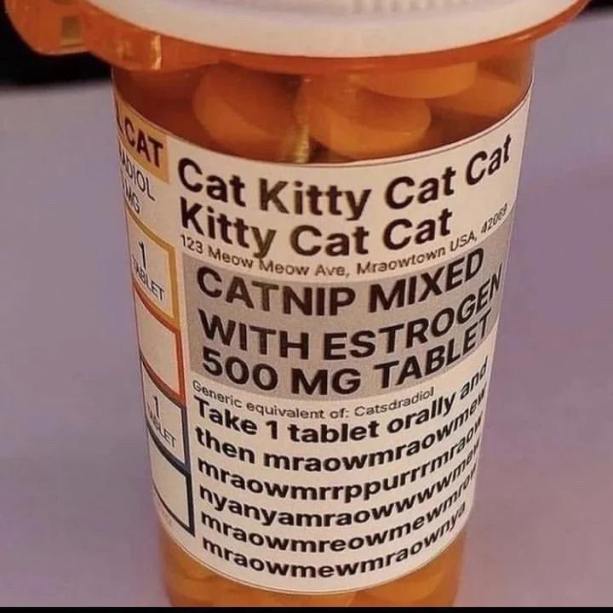 CAT
1
TABLET
1
Cat Kitty Cat Cat
Kitty Cat Cat
123 Meow Meow Ave, Mraowtown USA, 42069
CATNIP MIXED
WITH ESTROGEN
500 MG TABLET
Generic equivalent of: Catsdradiol
Take 1 tablet orally and
then mraowmraowmew
mraowmrrppurrrmraow
nyanyamraowwwwmew
mraowmreowmewmrow
mraowmewmraownya